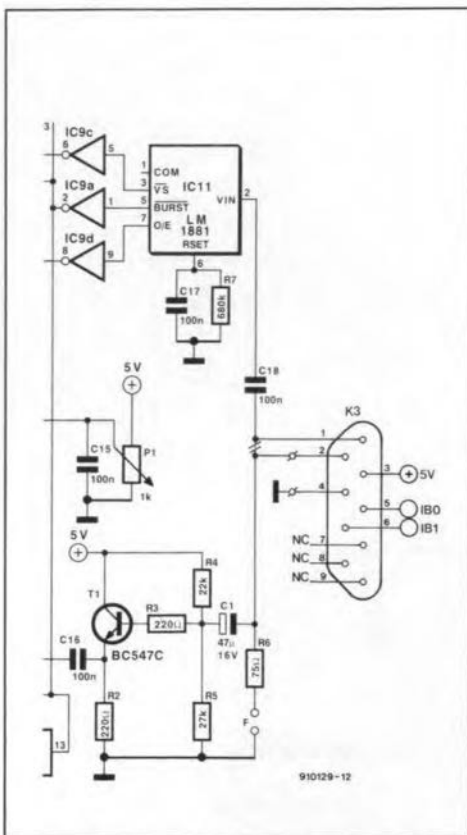 3
IC9c
6
5
1
COM
IC11
3
VS
VIN
2
IC9a
2
1
5
BURST
LM
1881
7
O/E
IC9d
8
9
RSET
6
C17
100n
R7
680k
5V
C18
100n
K3
1
2
3
5V
4
5
IB0
6
IB1
NC
7
NC
8
NC
9
C15
100n
P1
1k
5V
R4
22k
T1
R3
220Ω
C1
47µ
16V
R6
75Ω
C16
100n
BC547C
R2
220Ω
R5
27k
F
13
910129-12